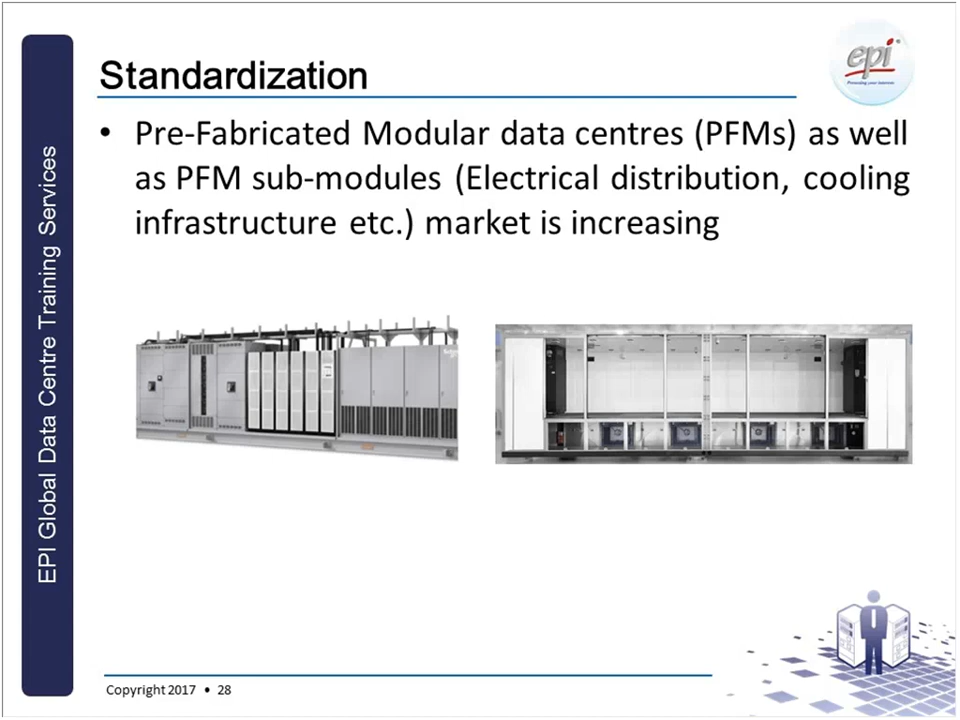 Standardization
epi
EPI Global Data Centre Training Services
• Pre-Fabricated Modular data centres (PFMs) as well
as PFM sub-modules (Electrical distribution, cooling
infrastructure etc.) market is increasing
Copyright 2017 • 28